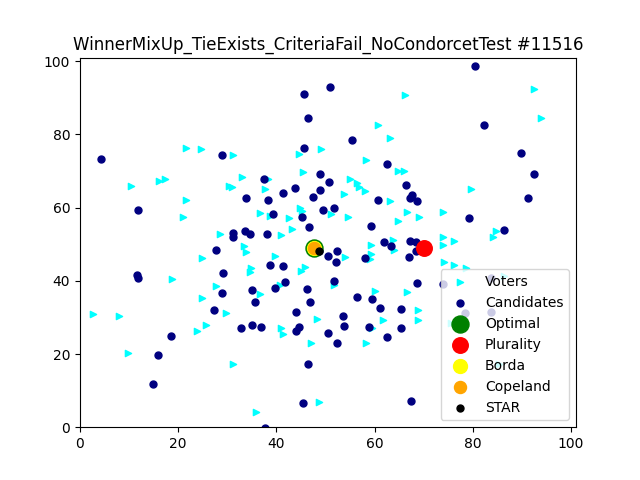 WinnerMixUp_TieExists_CriteriaFail_NoCondorcetTest #11516
100
80
60
40
20
0
0 20 40 60 80 100
Voters
Candidates
Optimal
Plurality
Borda
Copeland
STAR